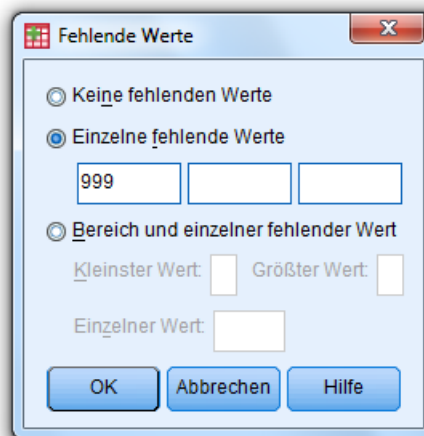 Fehlende Werte
Keine fehlenden Werte
Einzelne fehlende Werte
999
Bereich und einzelner fehlender Wert
Kleinster Wert: Größter Wert:
Einzelner Wert:
OK Abbrechen Hilfe